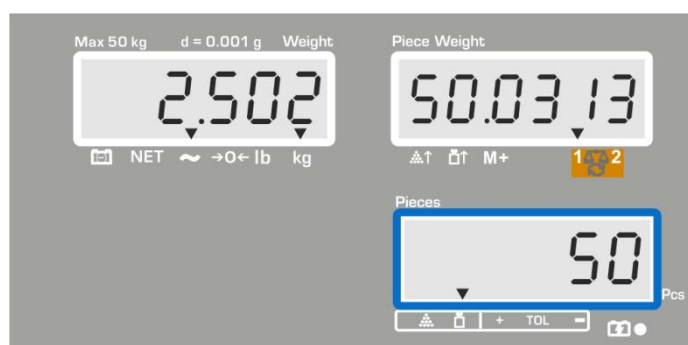 Max 50 kg d = 0.001 g Weight
2.502
NET ~ →0← lb kg
Piece Weight
50.0313
↑ ↑ M+ 1 2
Pieces
50
Pcs
+ TOL -